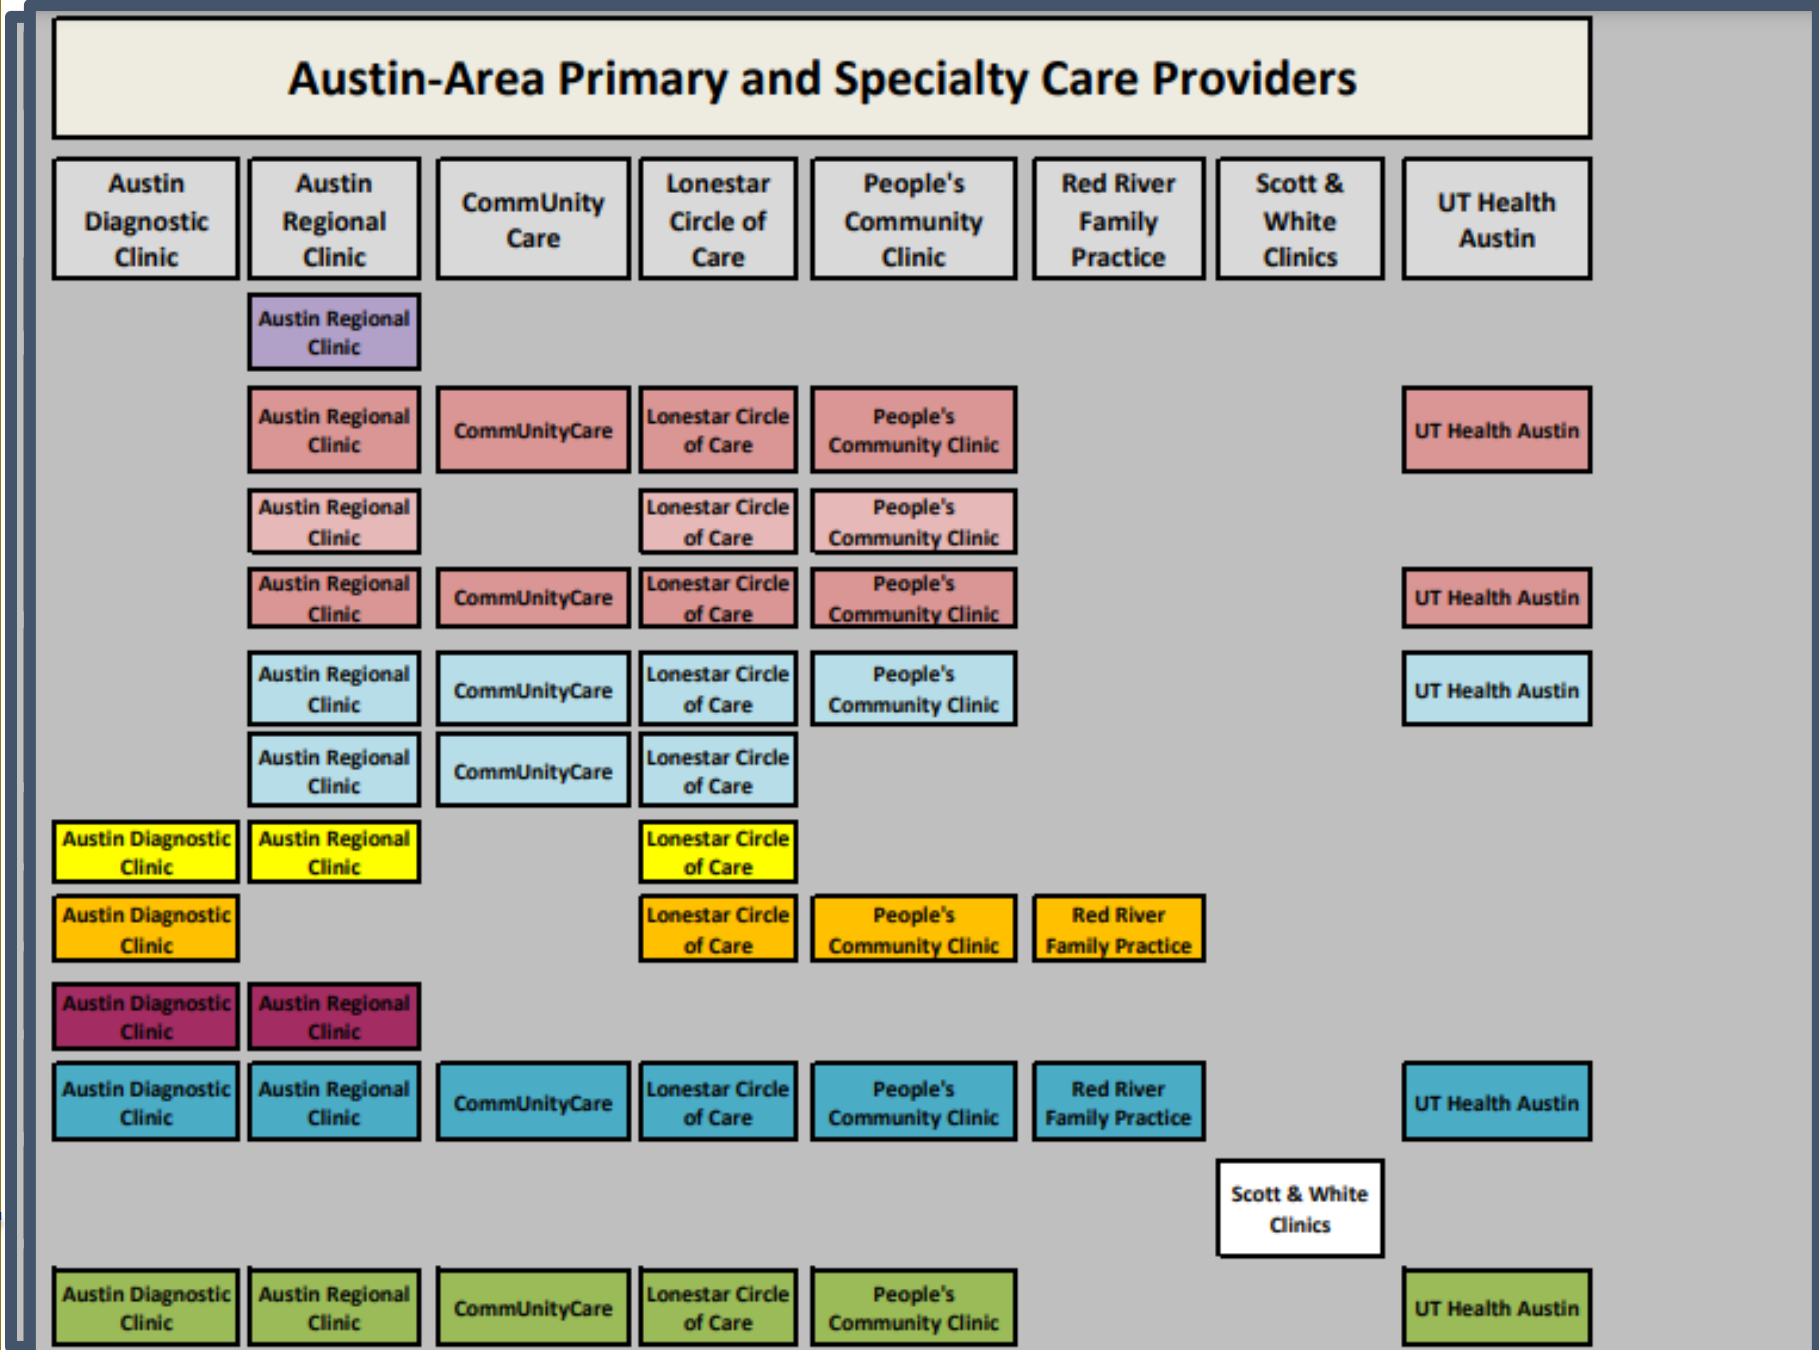 Austin-Area Primary and Specialty Care Providers
Austin
Diagnostic
Clinic
Austin
Regional
Clinic
CommUnity
Care
Lonestar
Circle of
Care
People's
Community
Clinic
Red River
Family
Practice
Scott &
White
Clinics
UT Health
Austin
Austin Regional
Clinic
Austin Regional
Clinic
CommUnityCare
Lonestar Circle
of Care
People's
Community Clinic
UT Health Austin
Austin Regional
Clinic
Lonestar Circle
of Care
People's
Community Clinic
Austin Regional
Clinic
CommUnityCare
Lonestar Circle
of Care
People's
Community Clinic
UT Health Austin
Austin Regional
Clinic
CommUnityCare
Lonestar Circle
of Care
People's
Community Clinic
UT Health Austin
Austin Regional
Clinic
CommUnityCare
Lonestar Circle
of Care
Austin Diagnostic
Clinic
Austin Regional
Clinic
Lonestar Circle
of Care
Austin Diagnostic
Clinic
Lonestar Circle
of Care
People's
Community Clinic
Red River
Family Practice
Austin Diagnostic
Clinic
Austin Regional
Clinic
Austin Diagnostic
Clinic
Austin Regional
Clinic
CommUnityCare
Lonestar Circle
of Care
People's
Community Clinic
Red River
Family Practice
UT Health Austin
Scott & White
Clinics
Austin Diagnostic
Clinic
Austin Regional
Clinic
CommUnityCare
Lonestar Circle
of Care
People's
Community Clinic
UT Health Austin